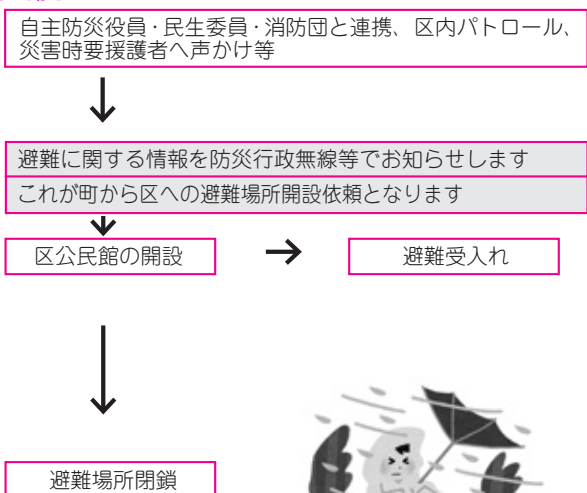 自主防災役員・民生委員・消防団と連携、区内パトロール、
災害時要援護者へ声かけ等
避難に関する情報を防災行政無線等でお知らせします
これが町から区への避難場所開設依頼となります
区公民館の開設
避難受入れ
避難場所閉鎖